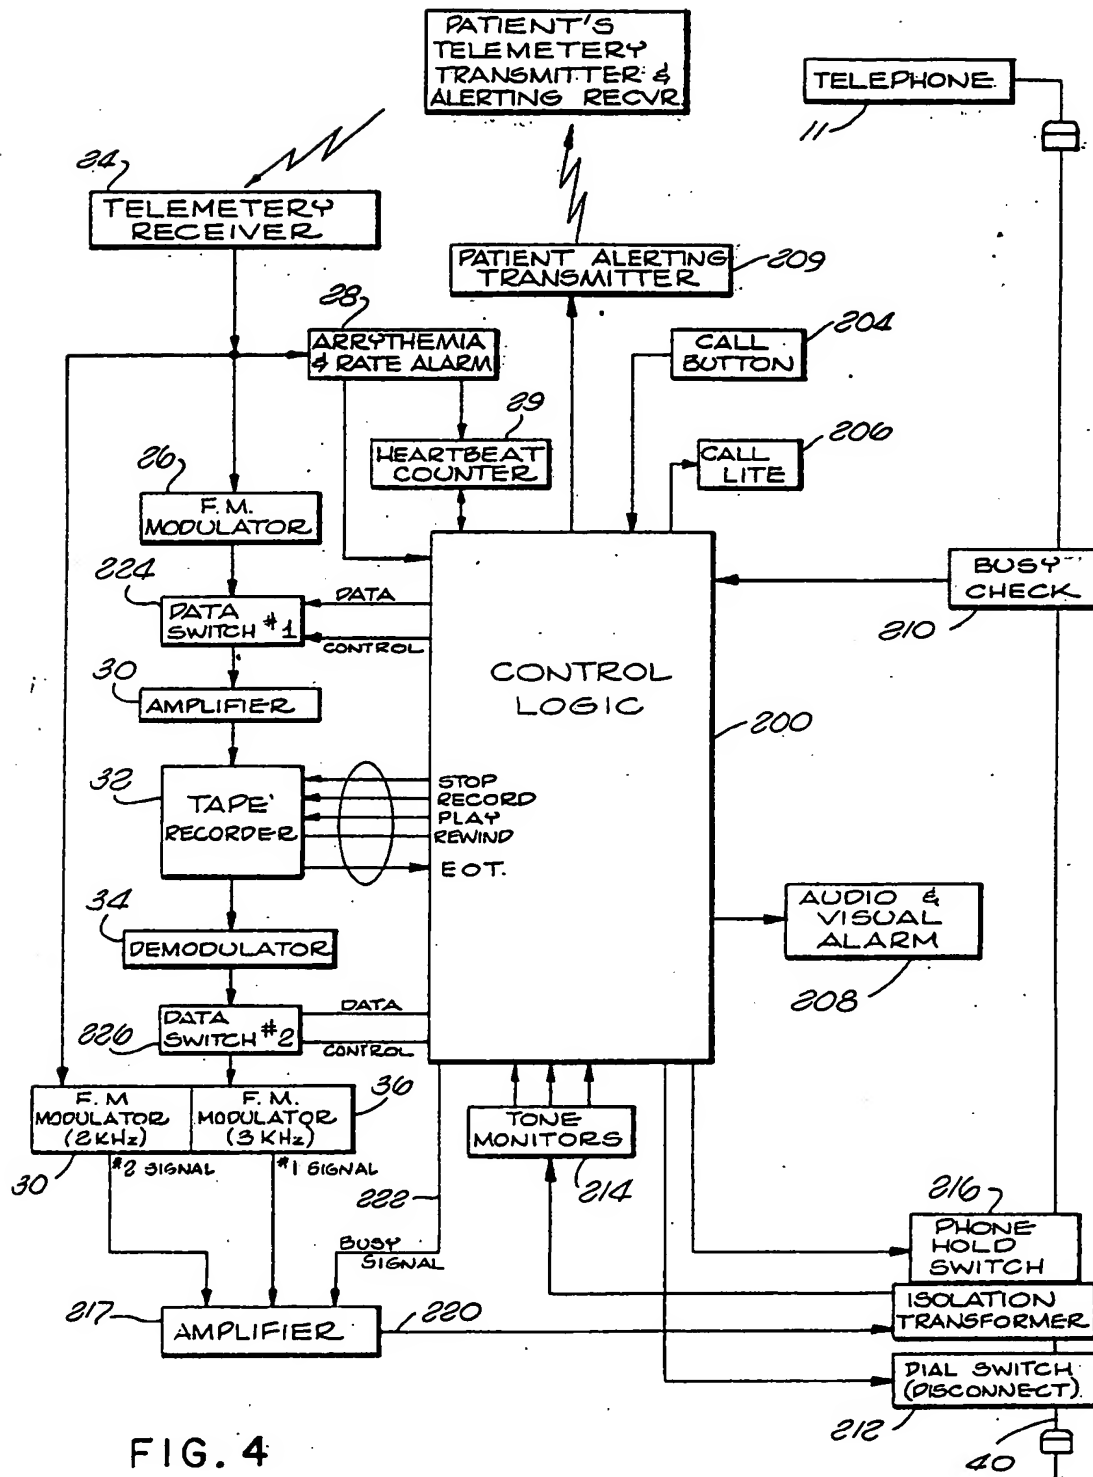 PATIENT'S
TELEMETERY
TRANSMITTER &
ALERTING RECVR.
TELEPHONE
11
24
TELEMETERY
RECEIVER
PATIENT ALERTING
TRANSMITTER
209
28
ARRYTHEMIA
& RATE ALARM
CALL
BUTTON
204
29
HEARTBEAT
COUNTER
CALL
LITE
206
26
F.M.
MODULATOR
224
DATA
SWITCH #1
DATA
CONTROL
BUSY
CHECK
210
CONTROL
LOGIC
200
30
AMPLIFIER
32
TAPE
RECORDER
STOP
RECORD
PLAY
REWIND
EOT.
34
DEMODULATOR
AUDIO &
VISUAL
ALARM
208
226
DATA
SWITCH #2
DATA
CONTROL
F.M
MODULATOR
(2KHz)
30
F.M.
MODULATOR
(3KHz)
36
#2 SIGNAL
#1 SIGNAL
TONE
MONITORS
214
222
BUSY
SIGNAL
216
PHONE
HOLD
SWITCH
ISOLATION
TRANSFORMER
217
AMPLIFIER
220
DIAL SWITCH
(DISCONNECT).
212
40
FIG. 4